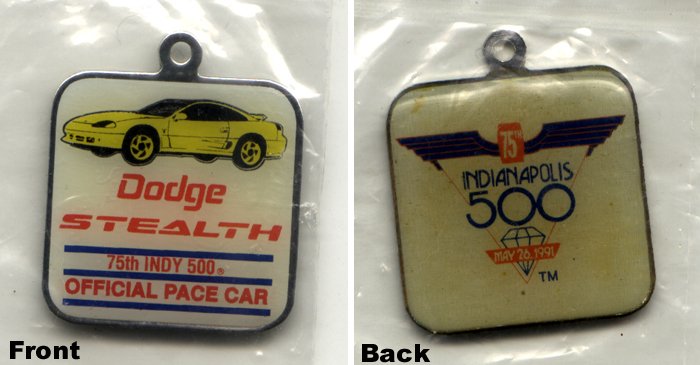 Dodge
STEALTH
75th INDY 500®
OFFICIAL PACE CAR
Front
75TH
INDIANAPOLIS
500
MAY 26, 1991
TM
Back